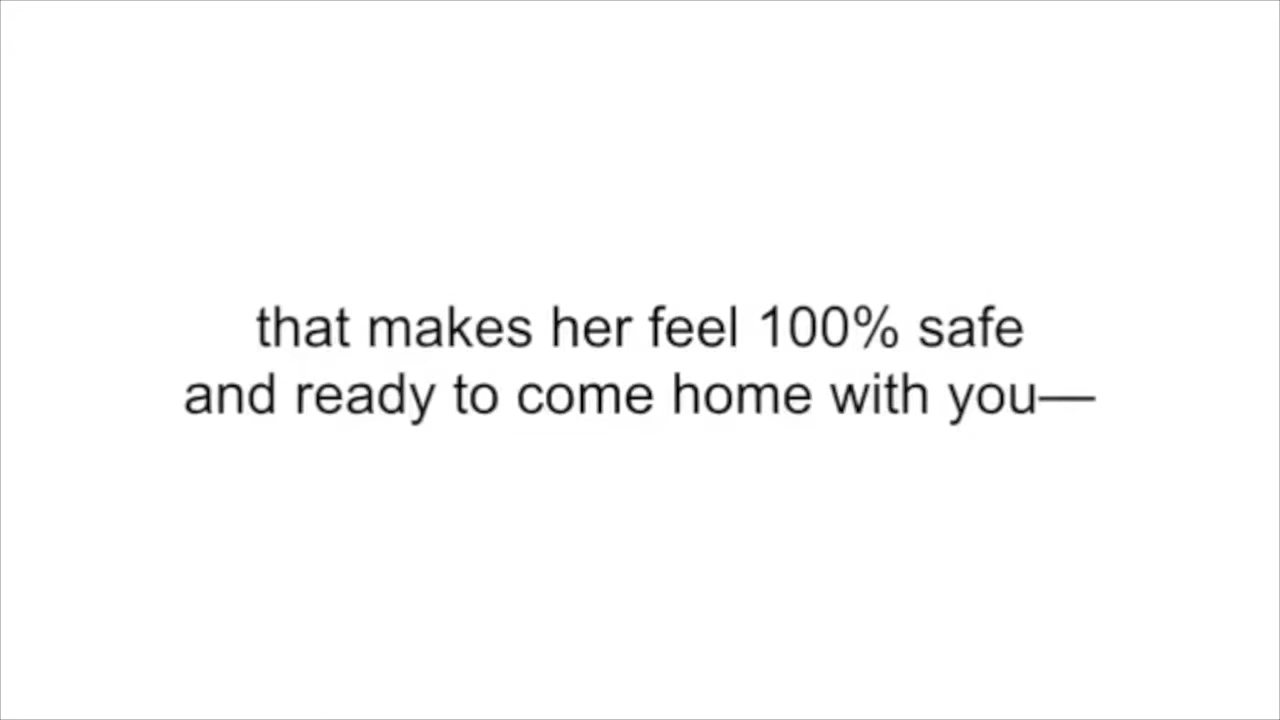 that makes her feel 100% safe
and ready to come home with you—